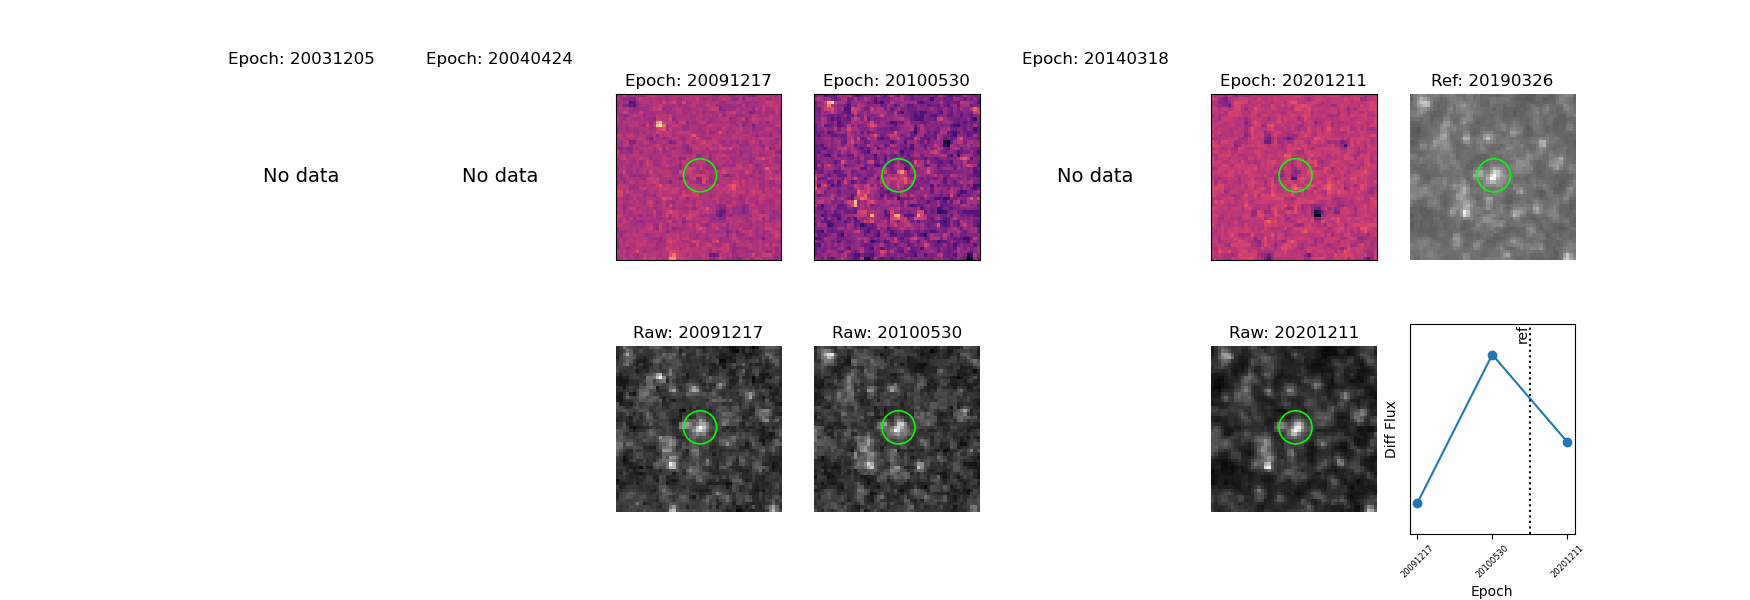 Epoch: 20031205
Epoch: 20040424
Epoch: 20140318
Epoch: 20091217
Epoch: 20100530
Epoch: 20201211
Ref: 20190326
No data
No data
No data
Raw: 20091217
Raw: 20100530
Raw: 20201211
ref
Diff Flux
20091217
20100530
20201211
Epoch